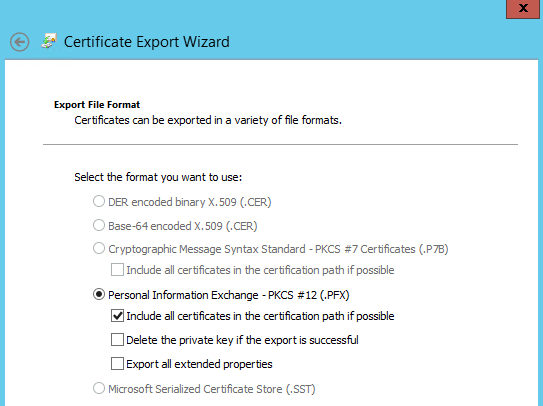 x
Certificate Export Wizard
Export File Format
Certificates can be exported in a variety of file formats.
Select the format you want to use:
DER encoded binary X.509 (.CER)
Base-64 encoded X.509 (.CER)
Cryptographic Message Syntax Standard - PKCS #7 Certificates (.P7B)
Include all certificates in the certification path if possible
Personal Information Exchange - PKCS #12 (.PFX)
Include all certificates in the certification path if possible
Delete the private key if the export is successful
Export all extended properties
Microsoft Serialized Certificate Store (.SST)